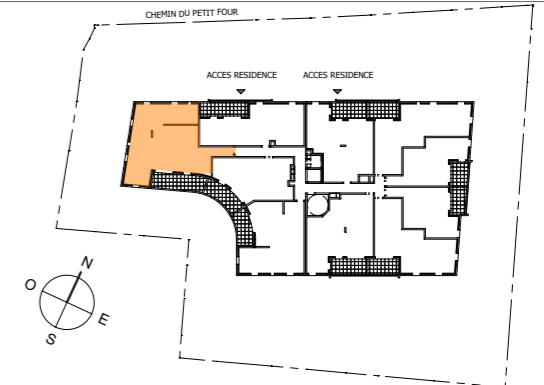 CHEMIN DU PETIT FOUR
ACCES RESIDENCE ACCES RESIDENCE
N
O
E
S